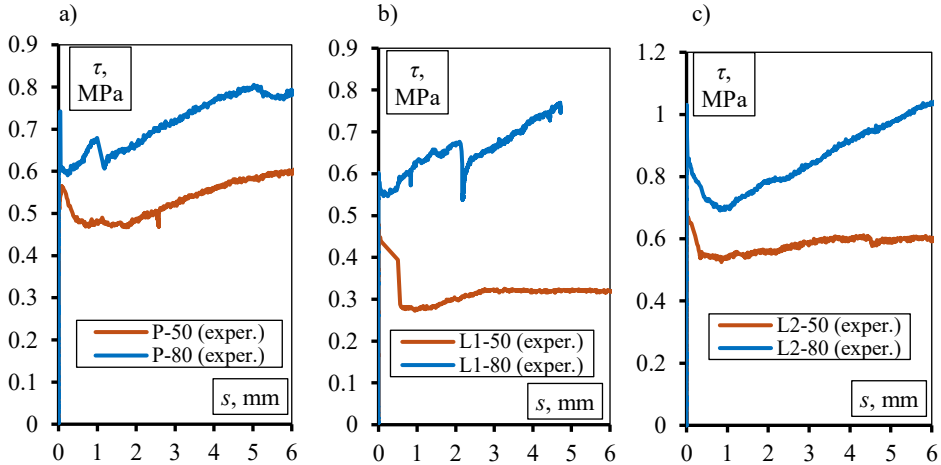 a)
0.9
0.8
0.7
0.6
0.5
0.4
0.3
0.2
0.1
0
τ,
MPa
P-50 (exper.)
P-80 (exper.)
s, mm
0 1 2 3 4 5 6
b)
0.9
0.8
0.7
0.6
0.5
0.4
0.3
0.2
0.1
0
τ,
MPa
L1-50 (exper.)
L1-80 (exper.)
s, mm
0 1 2 3 4 5 6
c)
1.2
1
0.8
0.6
0.4
0.2
0
τ,
MPa
L2-50 (exper.)
L2-80 (exper.)
s, mm
0 1 2 3 4 5 6